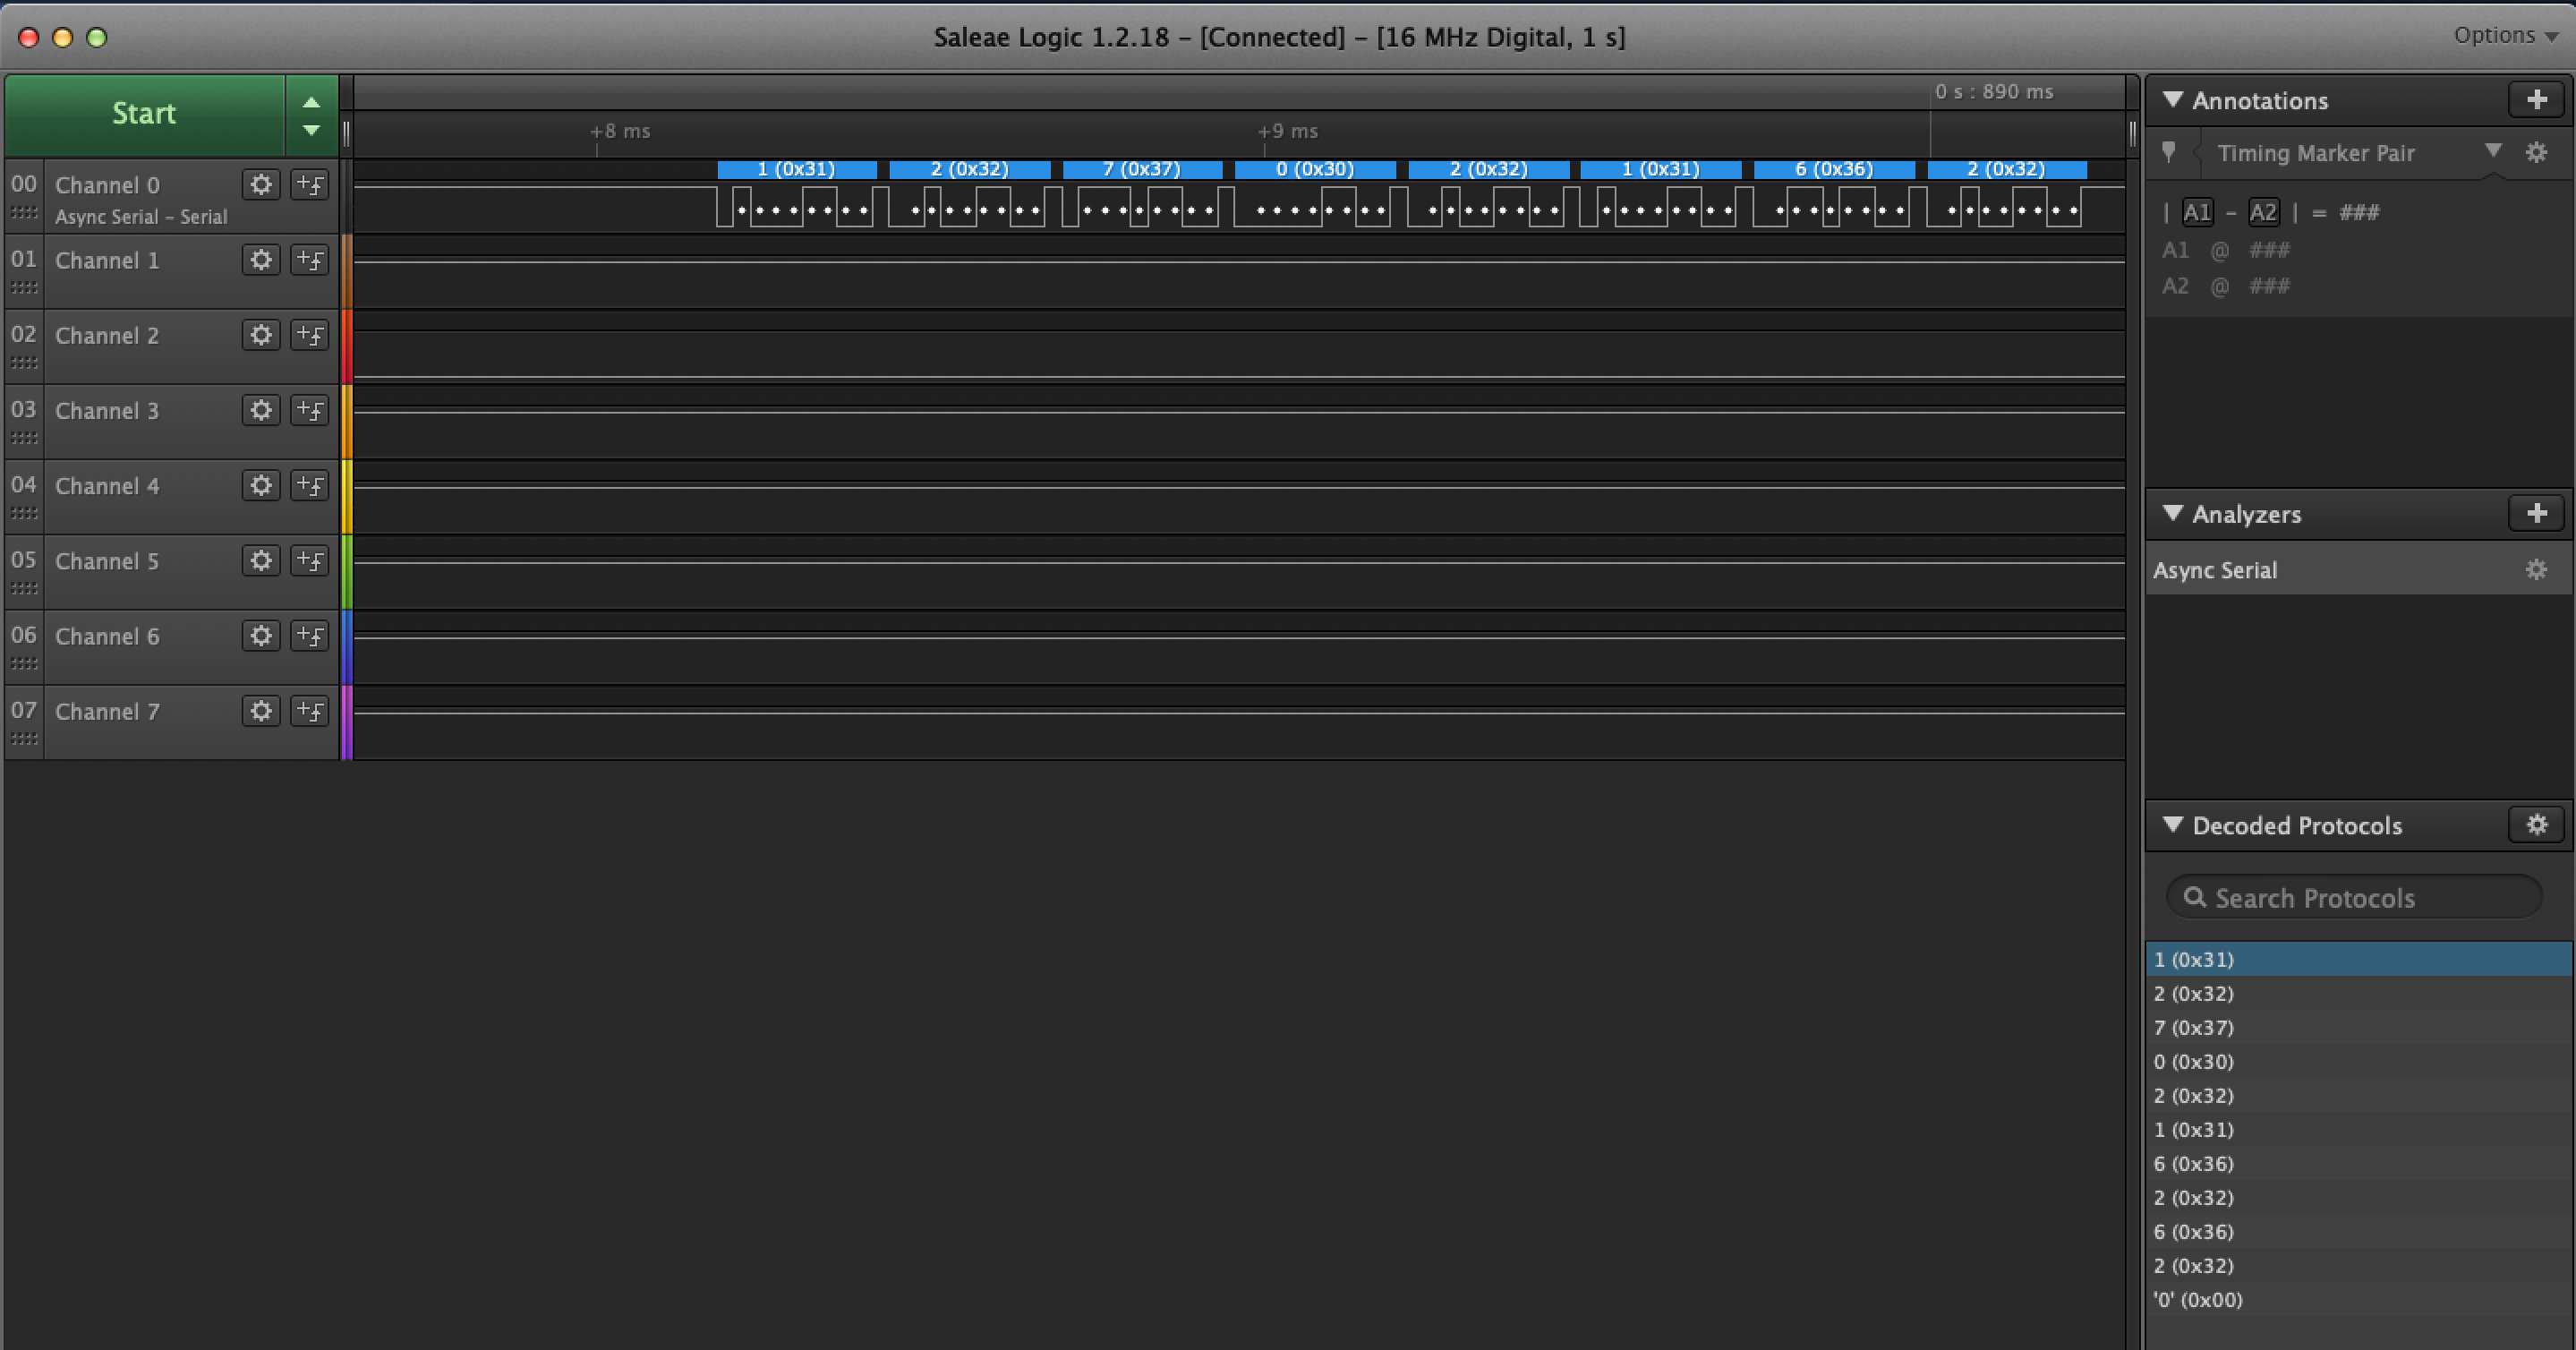 Saleae Logic 1.2.18 – [Connected] – [16 MHz Digital, 1 s]
Options
Start
0 s : 890 ms
+8 ms
+9 ms
00
Channel 0
Async Serial – Serial
1 (0x31)
2 (0x32)
7 (0x37)
0 (0x30)
2 (0x32)
1 (0x31)
6 (0x36)
2 (0x32)
01
Channel 1
02
Channel 2
03
Channel 3
04
Channel 4
05
Channel 5
06
Channel 6
07
Channel 7
Annotations
Timing Marker Pair
| A1 – A2 | = ###
A1 @ ###
A2 @ ###
Analyzers
Async Serial
Decoded Protocols
Search Protocols
1 (0x31)
2 (0x32)
7 (0x37)
0 (0x30)
2 (0x32)
1 (0x31)
6 (0x36)
2 (0x32)
6 (0x36)
2 (0x32)
'0' (0x00)